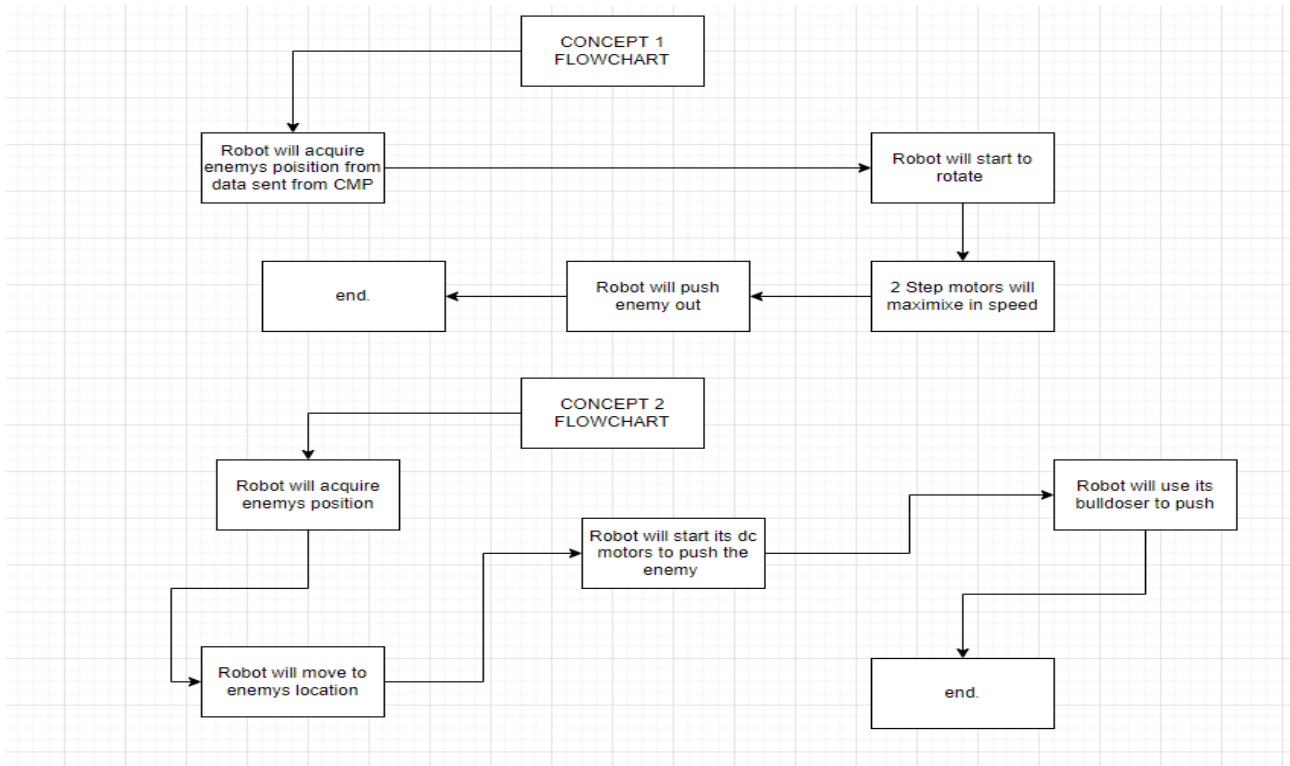 CONCEPT 1
FLOWCHART
Robot will acquire
enemys poisition from
data sent from CMP
Robot will start to
rotate
2 Step motors will
maximixe in speed
Robot will push
enemy out
end.
CONCEPT 2
FLOWCHART
Robot will acquire
enemys position
Robot will move to
enemys location
Robot will start its dc
motors to push the
enemy
Robot will use its
bulldoser to push
end.